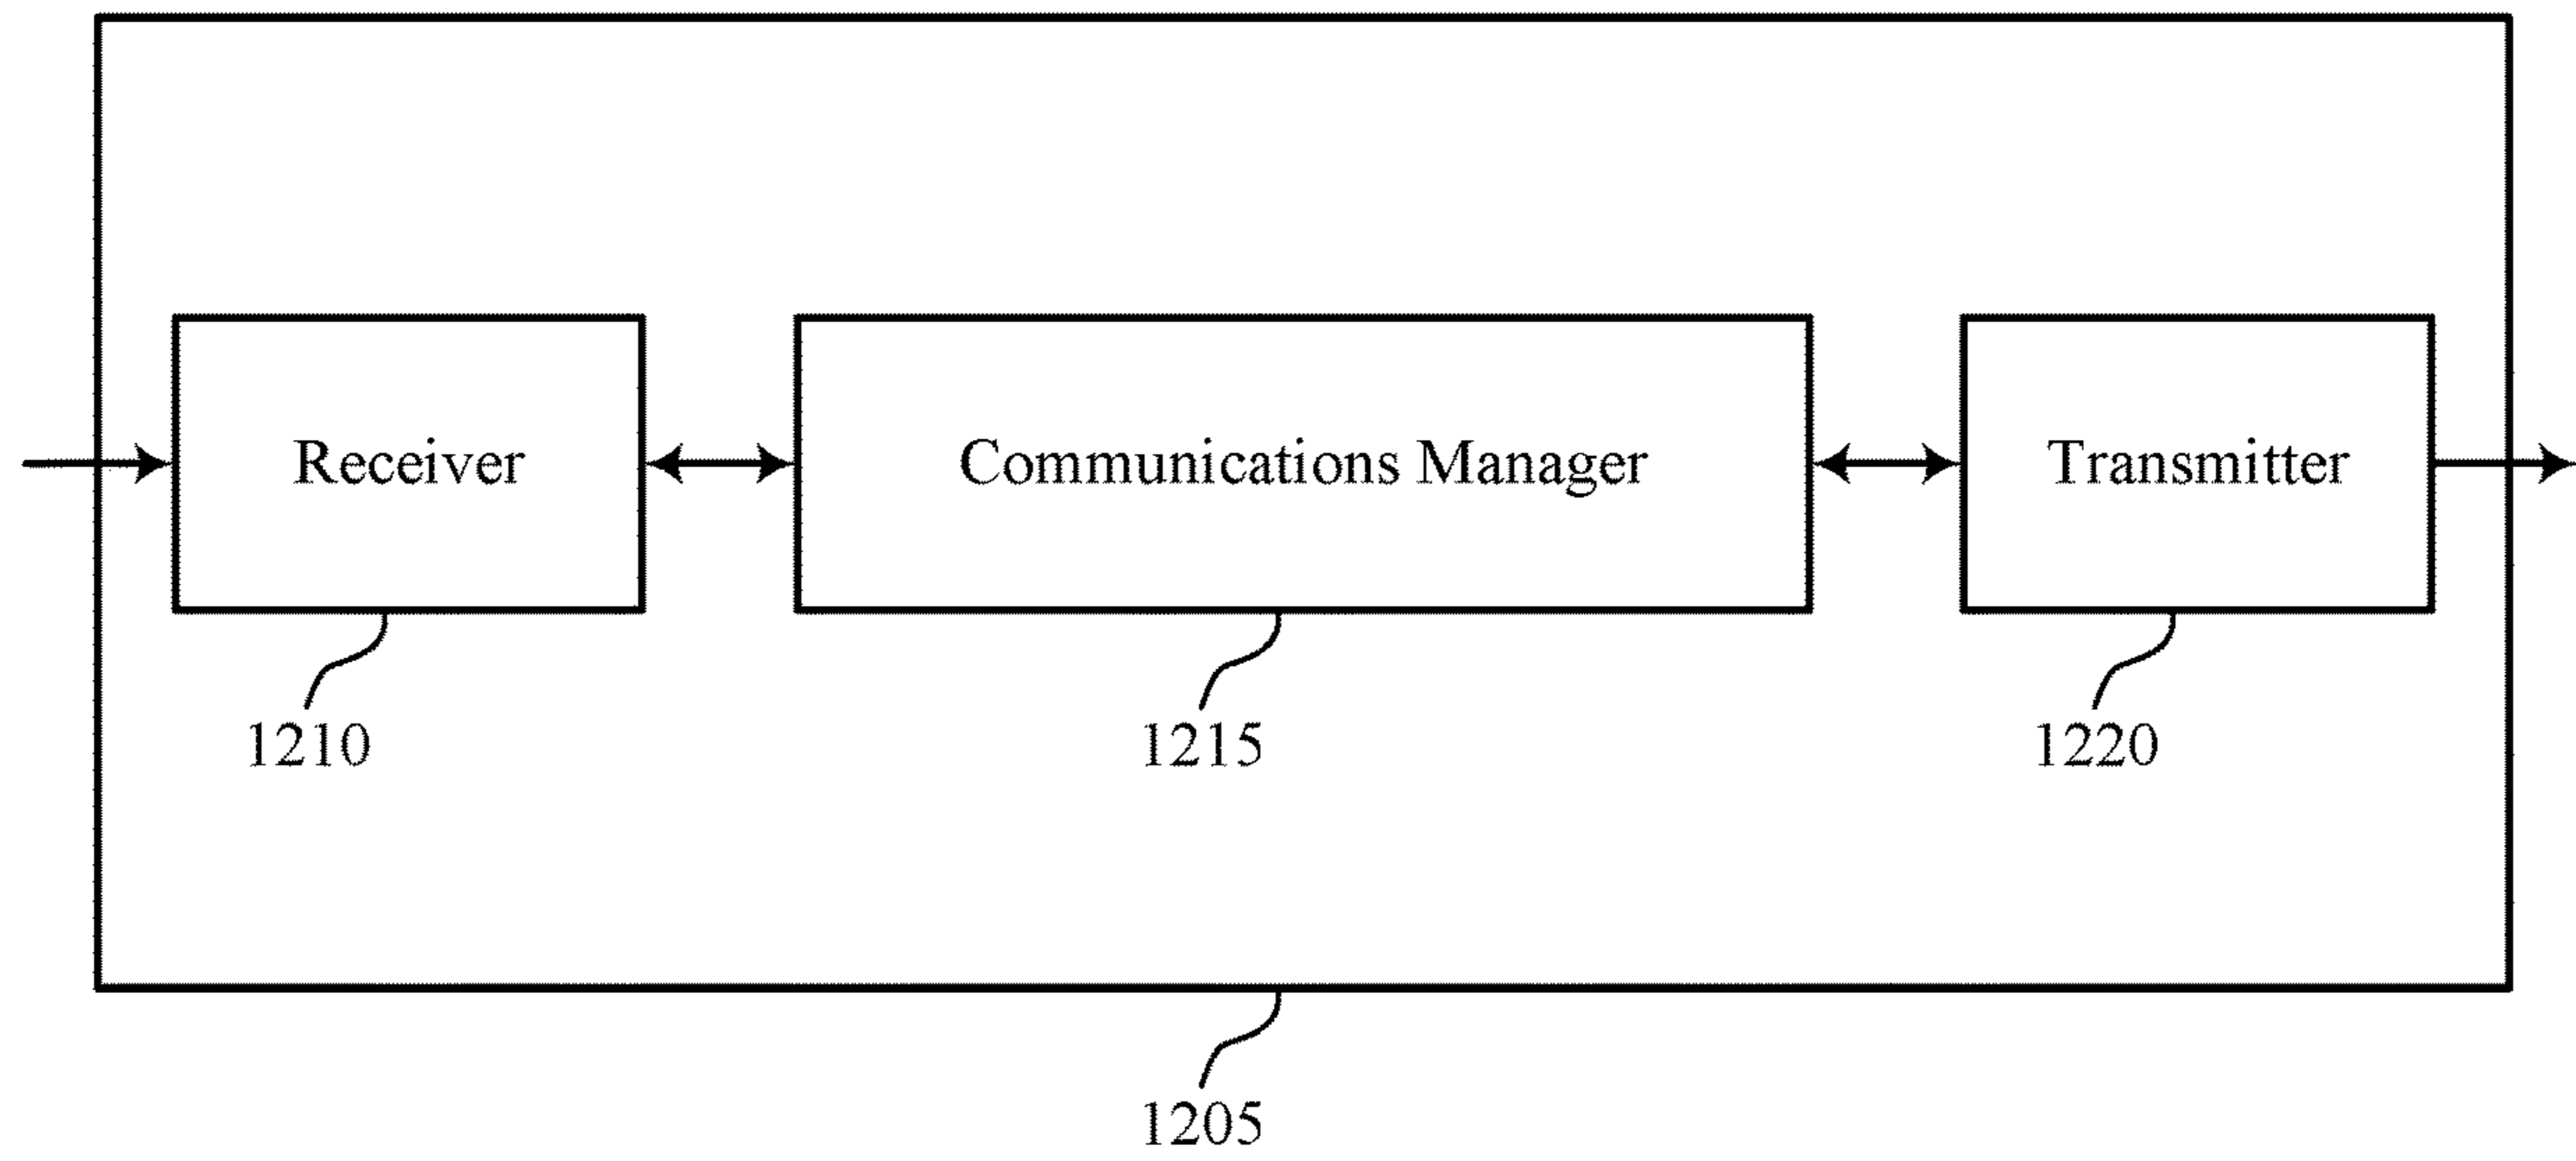 Receiver
Communications Manager
Transmitter
1210
1215
1220
1205